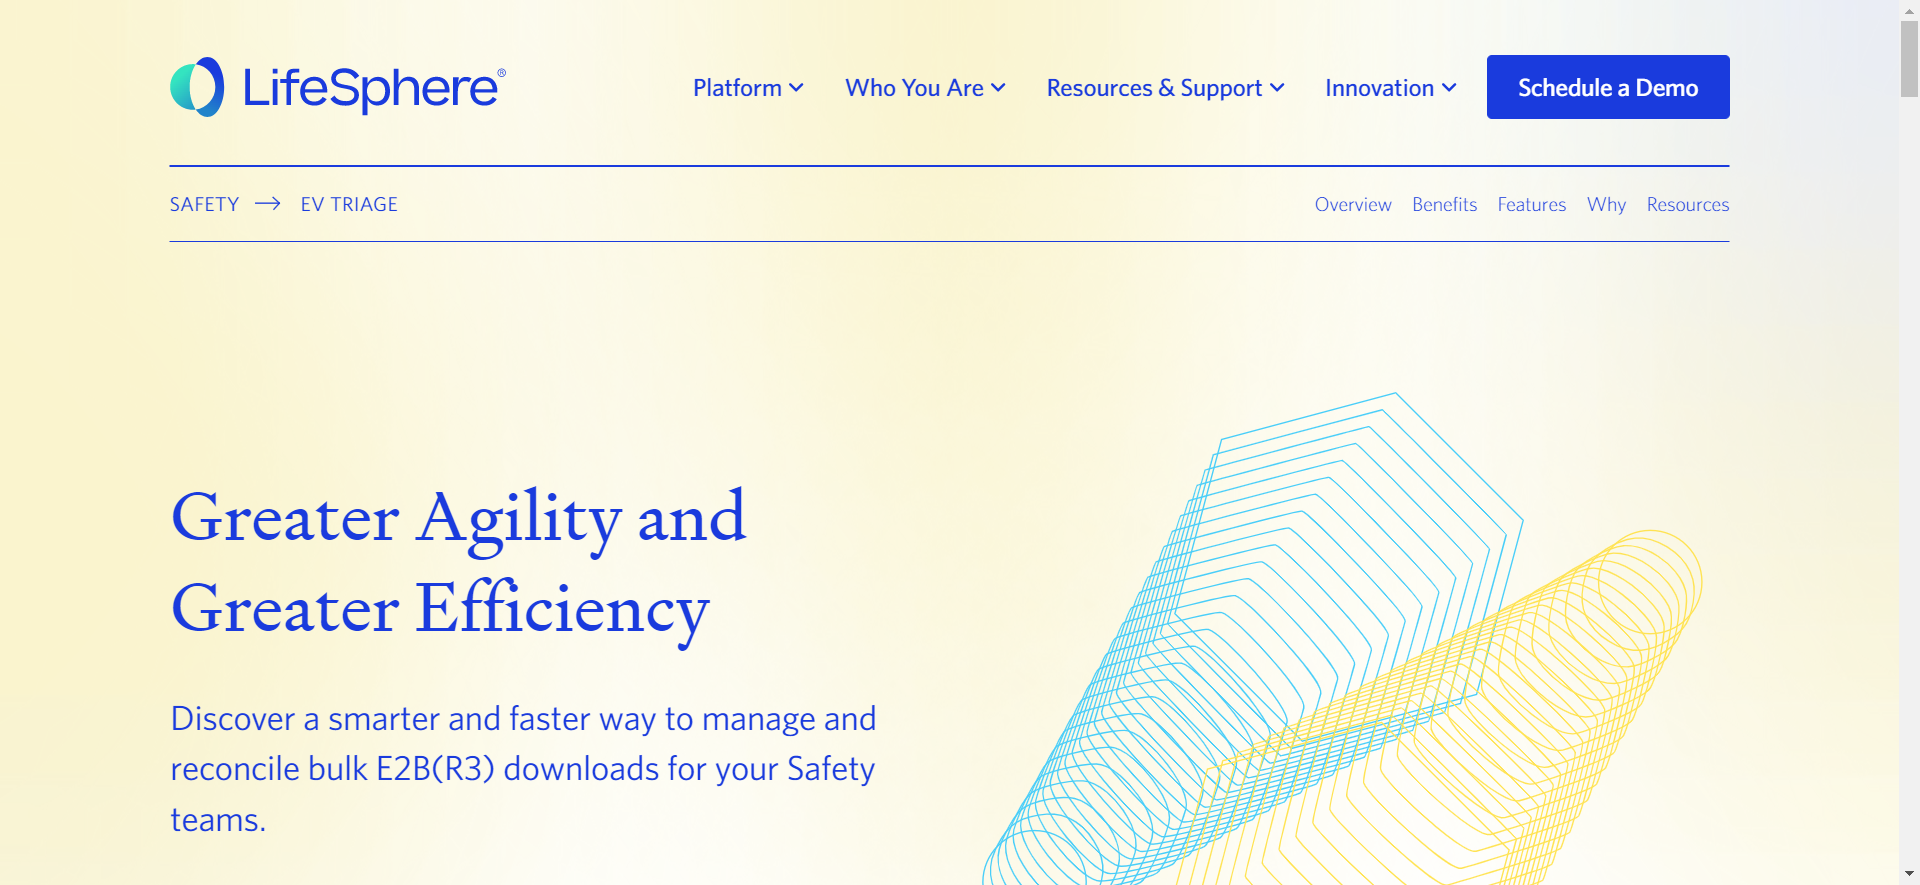 LifeSphere®
Platform Who You Are Resources & Support Innovation Schedule a Demo
SAFETY → EV TRIAGE
Overview Benefits Features Why Resources
Greater Agility and
Greater Efficiency
Discover a smarter and faster way to manage and
reconcile bulk E2B(R3) downloads for your Safety
teams.